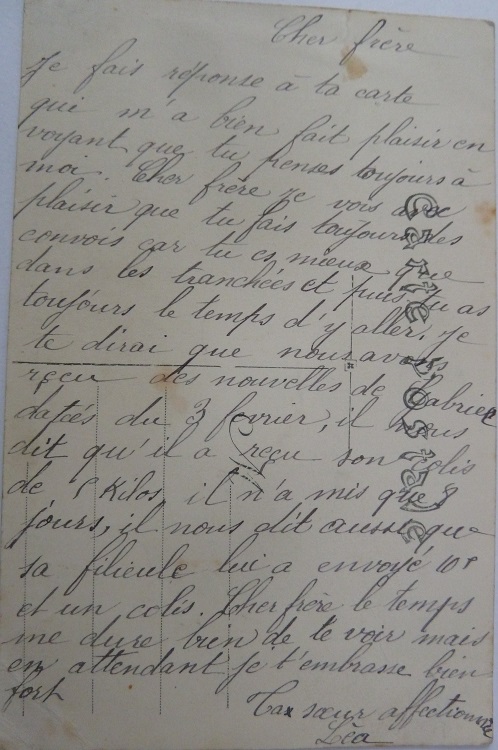 Cher frère
Je fais réponse à ta carte
qui m'a bien fait plaisir en
voyant que tu penses toujours à
moi. Cher frère je vois avec
plaisir que tu fais toujours des
convois car tu es mieux que
dans les tranchées et puis tu as
toujours le temps d'y aller. Je
te dirai que nous avons
reçu des nouvelles de Gabriel
datées du 3 fevrier, il nous
dit qu'il a reçu son colis
de 5 Kilos, il n'a mis que 8
jours, il nous dit aussi que
sa filieule lui a envoyé 10f
et un colis. Cher frère le temps
me dure bien de te voir mais
en attendant je t'embrasse bien
fort
Ta sœur affectionnée
Léa
Carte Postale